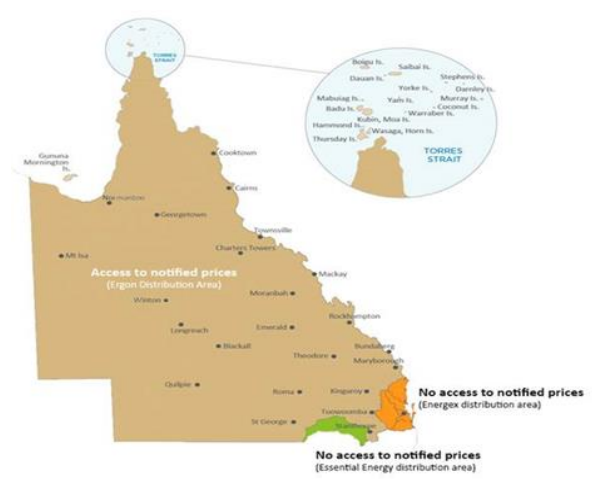 TORRES
STRAIT
Boigu Is.
Saibai Is.
Dauan Is.
Stephens Is.
Yorke Is.
Darnley Is.
Mabuiag Is.
Yam Is.
Murray Is.
Badu Is.
Coconut Is.
Warraber Is.
Kubin, Moa Is.
Hammond Is.
Wasaga, Horn Is.
Thursday Is.
TORRES
STRAIT
Gununa
Mornington
Is.
Cooktown
Cairns
Normanton
Georgetown
Townsville
Charters Towers
Mt Isa
Access to notified prices
(Ergon Distribution Area)
Mackay
Moranbah
Winton
Rockhampton
Longreach
Emerald
Blackall
Theodore
Bundaberg
Maryborough
Quilpie
Roma
Kingaroy
No access to notified prices
(Energex distribution area)
Toowoomba
St George
Stanthorpe
No access to notified prices
(Essential Energy distribution area)